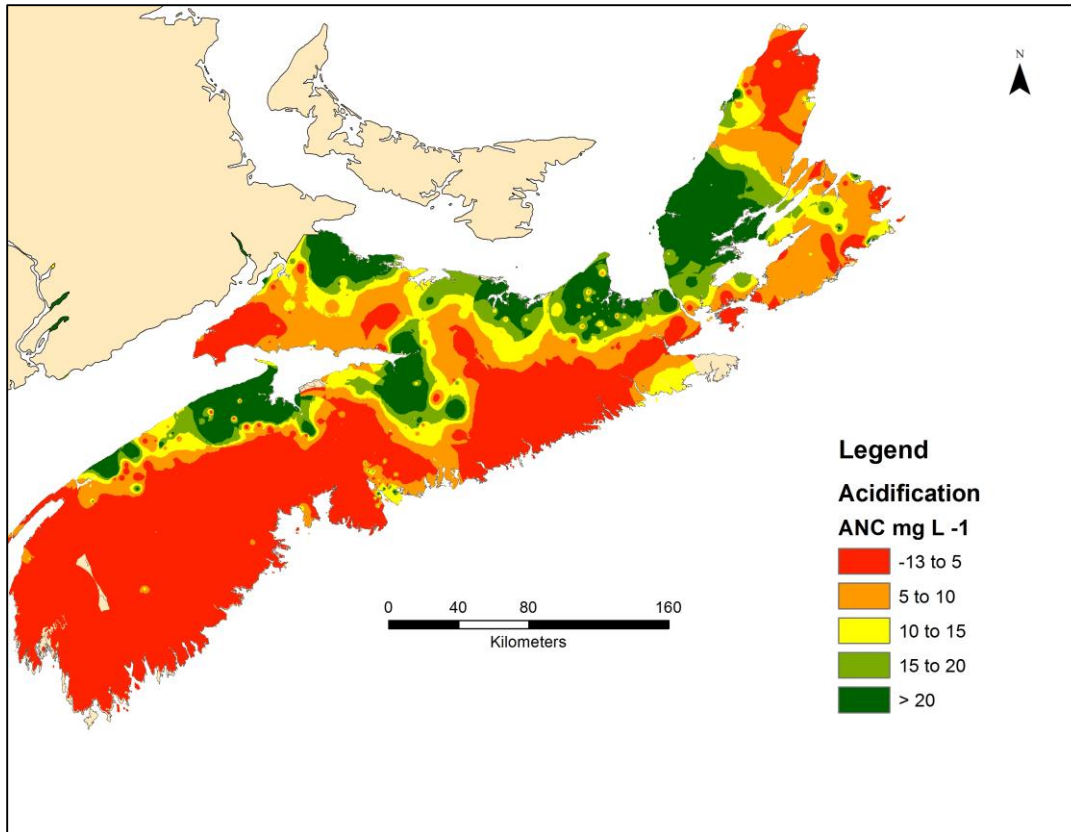 N
Legend
Acidification
ANC mg L -1
-13 to 5
5 to 10
10 to 15
15 to 20
> 20
0 40 80 160
Kilometers